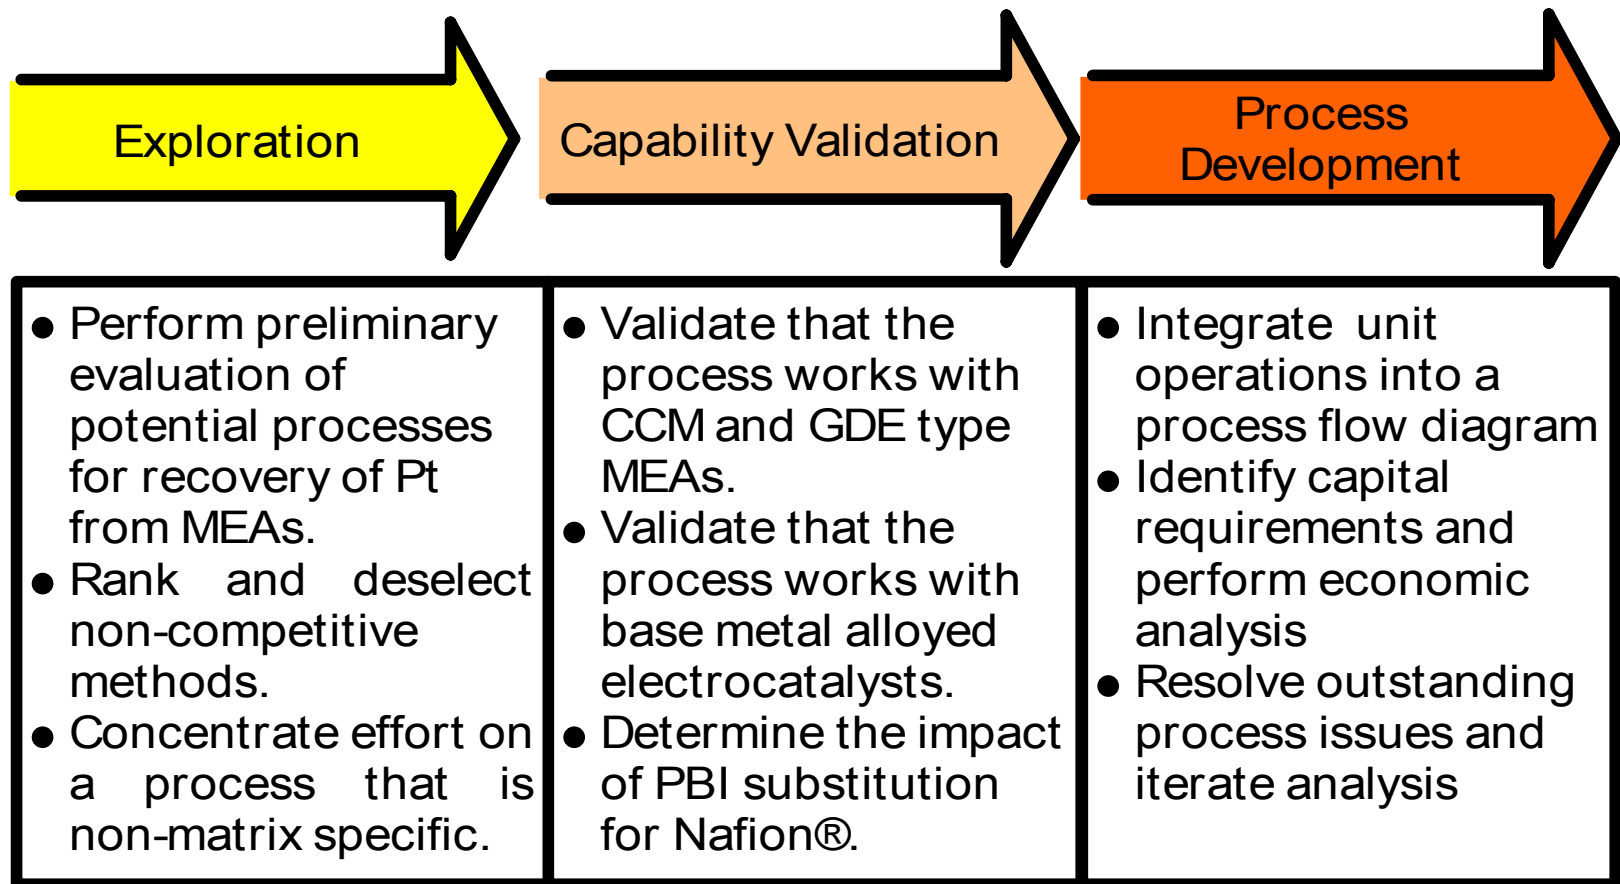 Exploration
Capability Validation
Process
Development
● Perform preliminary
evaluation of
potential processes
for recovery of Pt
from MEAs.
● Rank and deselect
non-competitive
methods.
● Concentrate effort on
a process that is
non-matrix specific.
● Validate that the
process works with
CCM and GDE type
MEAs.
● Validate that the
process works with
base metal alloyed
electrocatalysts.
● Determine the impact
of PBI substitution
for Nafion®.
● Integrate unit
operations into a
process flow diagram
● Identify capital
requirements and
perform economic
analysis
● Resolve outstanding
process issues and
iterate analysis